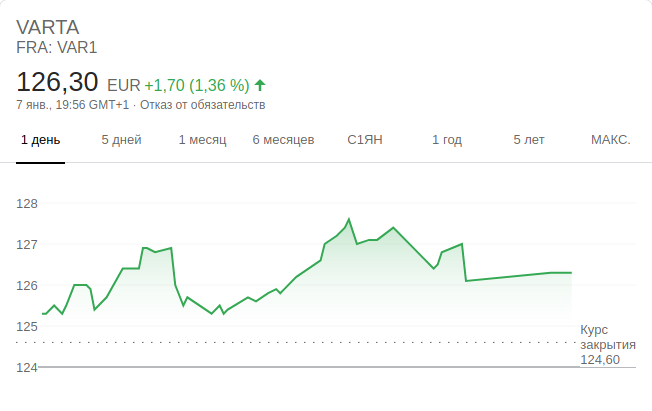 VARTA
FRA: VAR1
126,30 EUR +1,70 (1,36 %)
7 янв., 19:56 GMT+1 · Отказ от обязательств
1 день 5 дней 1 месяц 6 месяцев С1ЯН 1 год 5 лет МАКС.
128
127
126
125
Курс
закрытия
124,60
124